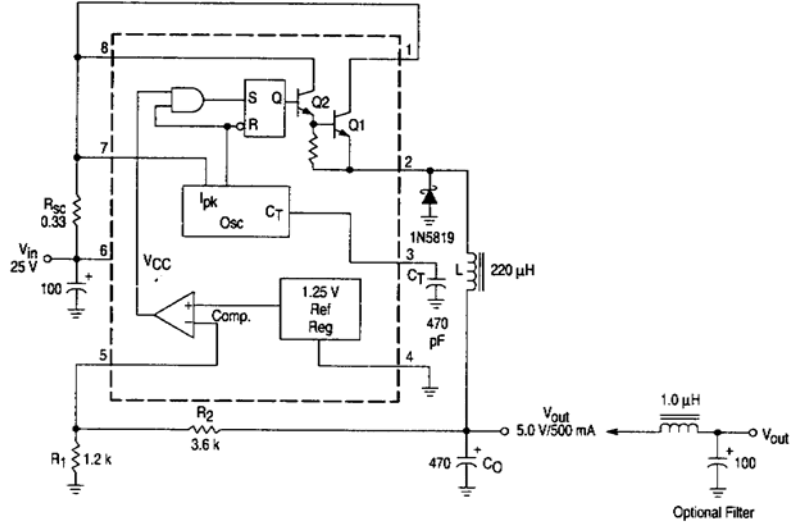 8
1
S Q
R
Q2
Q1
7
2
Ipk
Osc
CT
1N5819
Rsc
0.33
Vin
25 V
6
100
+
VCC
3
CT
470
pF
L
220 µH
+
−
Comp.
1.25 V
Ref
Reg
5
4
R2
3.6 k
R1
1.2 k
Vout
5.0 V/500 mA
470
+
CO
1.0 µH
Vout
+
100
Optional Filter